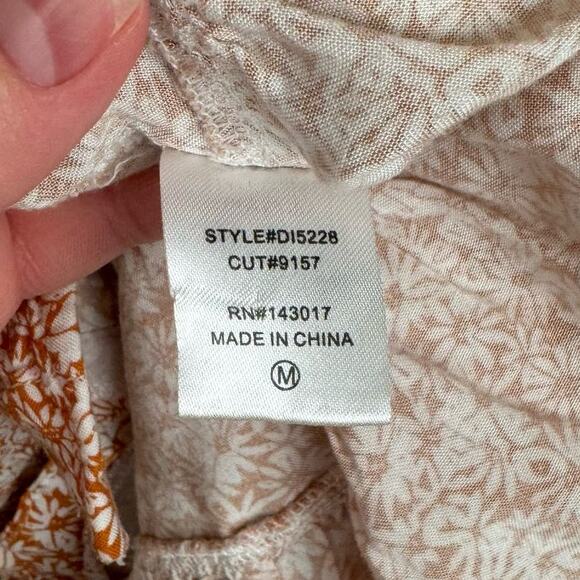 STYLE#DI5228
CUT#9157
RN#143017
MADE IN CHINA
M